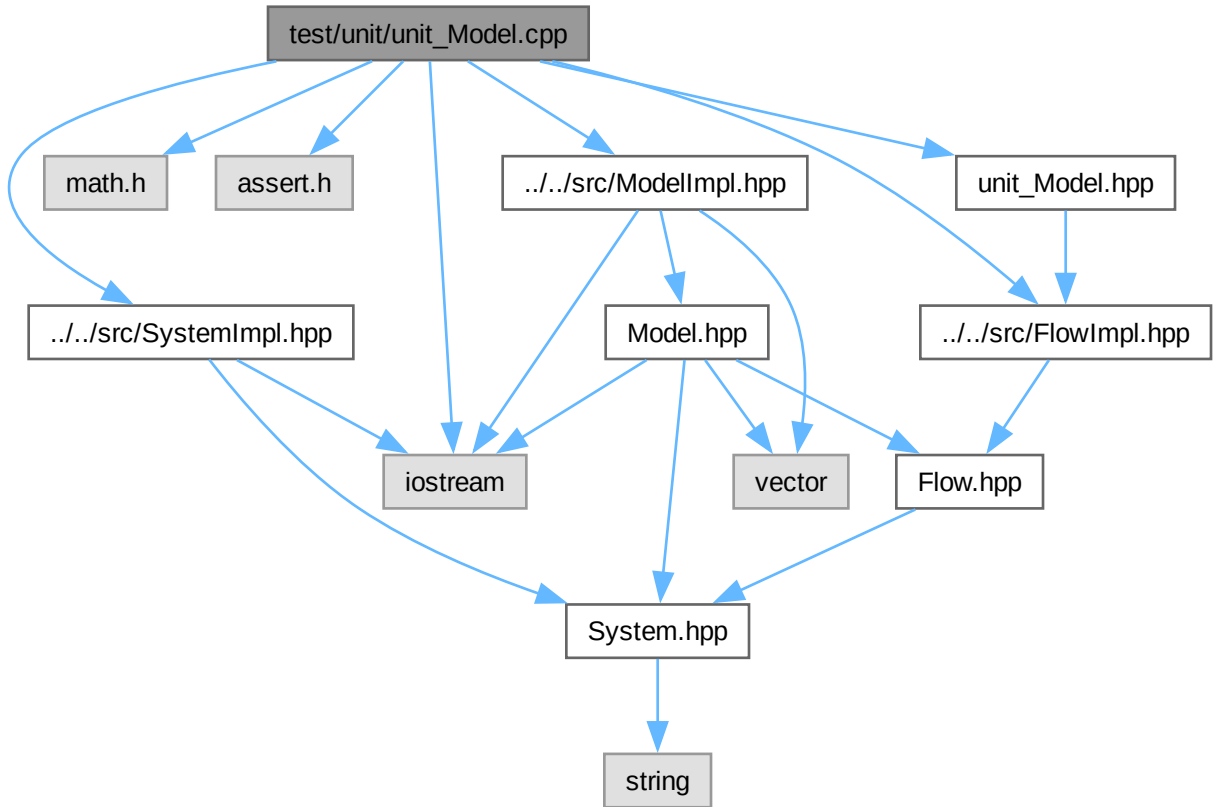 test/unit/unit_Model.cpp
math.h
assert.h
../../src/ModelImpl.hpp
unit_Model.hpp
../../src/SystemImpl.hpp
Model.hpp
../../src/FlowImpl.hpp
iostream
vector
Flow.hpp
System.hpp
string